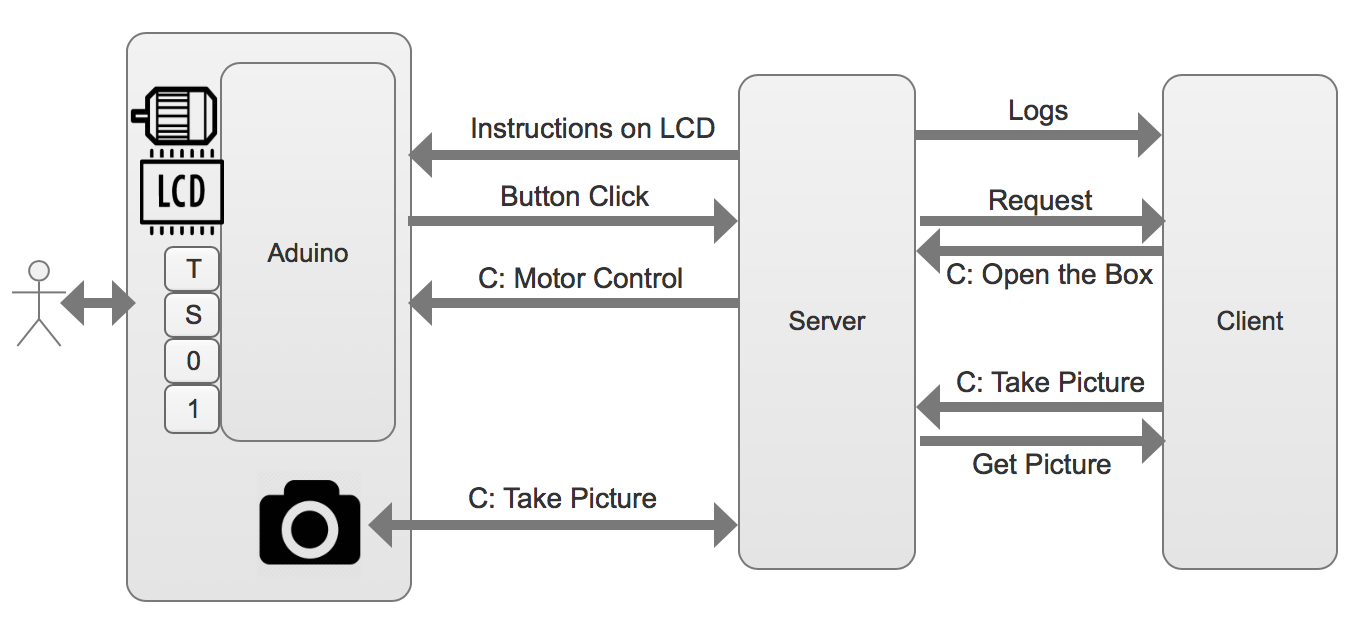 LCD
T
S
0
1
Aduino
Instructions on LCD
Button Click
C: Motor Control
C: Take Picture
Server
Logs
Request
C: Open the Box
C: Take Picture
Get Picture
Client